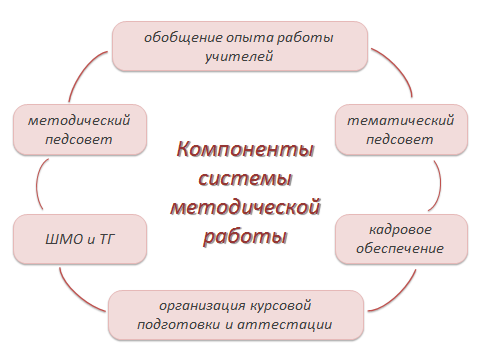 обобщение опыта работы
учителей
методический
педсовет
тематический
педсовет
Компоненты
системы
методической
работы
ШМО и ТГ
кадровое
обеспечение
организация курсовой
подготовки и аттестации